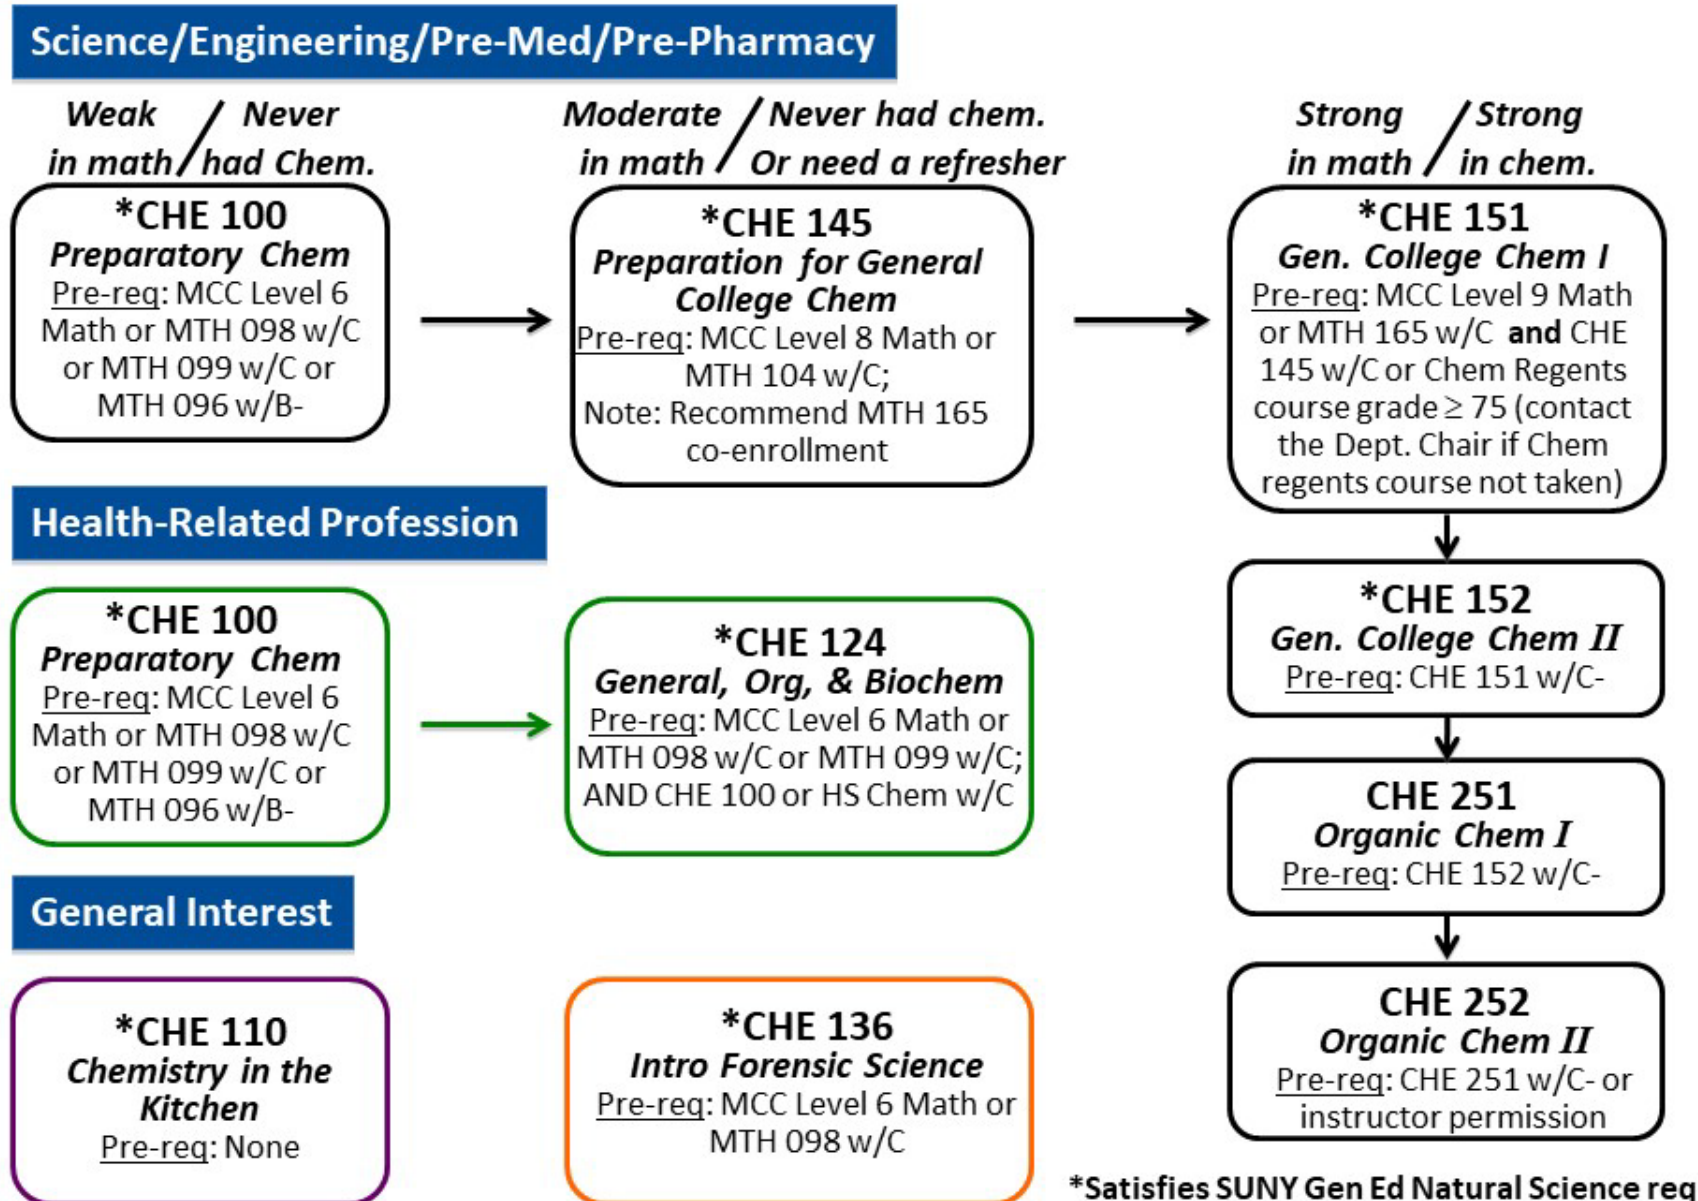 Science/Engineering/Pre-Med/Pre-Pharmacy
Weak / Never
in math / had Chem.
*CHE 100
Preparatory Chem
Pre-req: MCC Level 6
Math or MTH 098 w/C
or MTH 099 w/C or
MTH 096 w/B-
Moderate / Never had chem.
in math / Or need a refresher
*CHE 145
Preparation for General
College Chem
Pre-req: MCC Level 8 Math or
MTH 104 w/C;
Note: Recommend MTH 165
co-enrollment
Strong / Strong
in math / in chem.
*CHE 151
Gen. College Chem I
Pre-req: MCC Level 9 Math
or MTH 165 w/C and CHE
145 w/C or Chem Regents
course grade ≥ 75 (contact
the Dept. Chair if Chem
regents course not taken)
*CHE 152
Gen. College Chem II
Pre-req: CHE 151 w/C-
CHE 251
Organic Chem I
Pre-req: CHE 152 w/C-
CHE 252
Organic Chem II
Pre-req: CHE 251 w/C- or
instructor permission
Health-Related Profession
*CHE 100
Preparatory Chem
Pre-req: MCC Level 6
Math or MTH 098 w/C
or MTH 099 w/C or
MTH 096 w/B-
*CHE 124
General, Org, & Biochem
Pre-req: MCC Level 6 Math or
MTH 098 w/C or MTH 099 w/C;
AND CHE 100 or HS Chem w/C
General Interest
*CHE 110
Chemistry in the
Kitchen
Pre-req: None
*CHE 136
Intro Forensic Science
Pre-req: MCC Level 6 Math or
MTH 098 w/C
*Satisfies SUNY Gen Ed Natural Science req